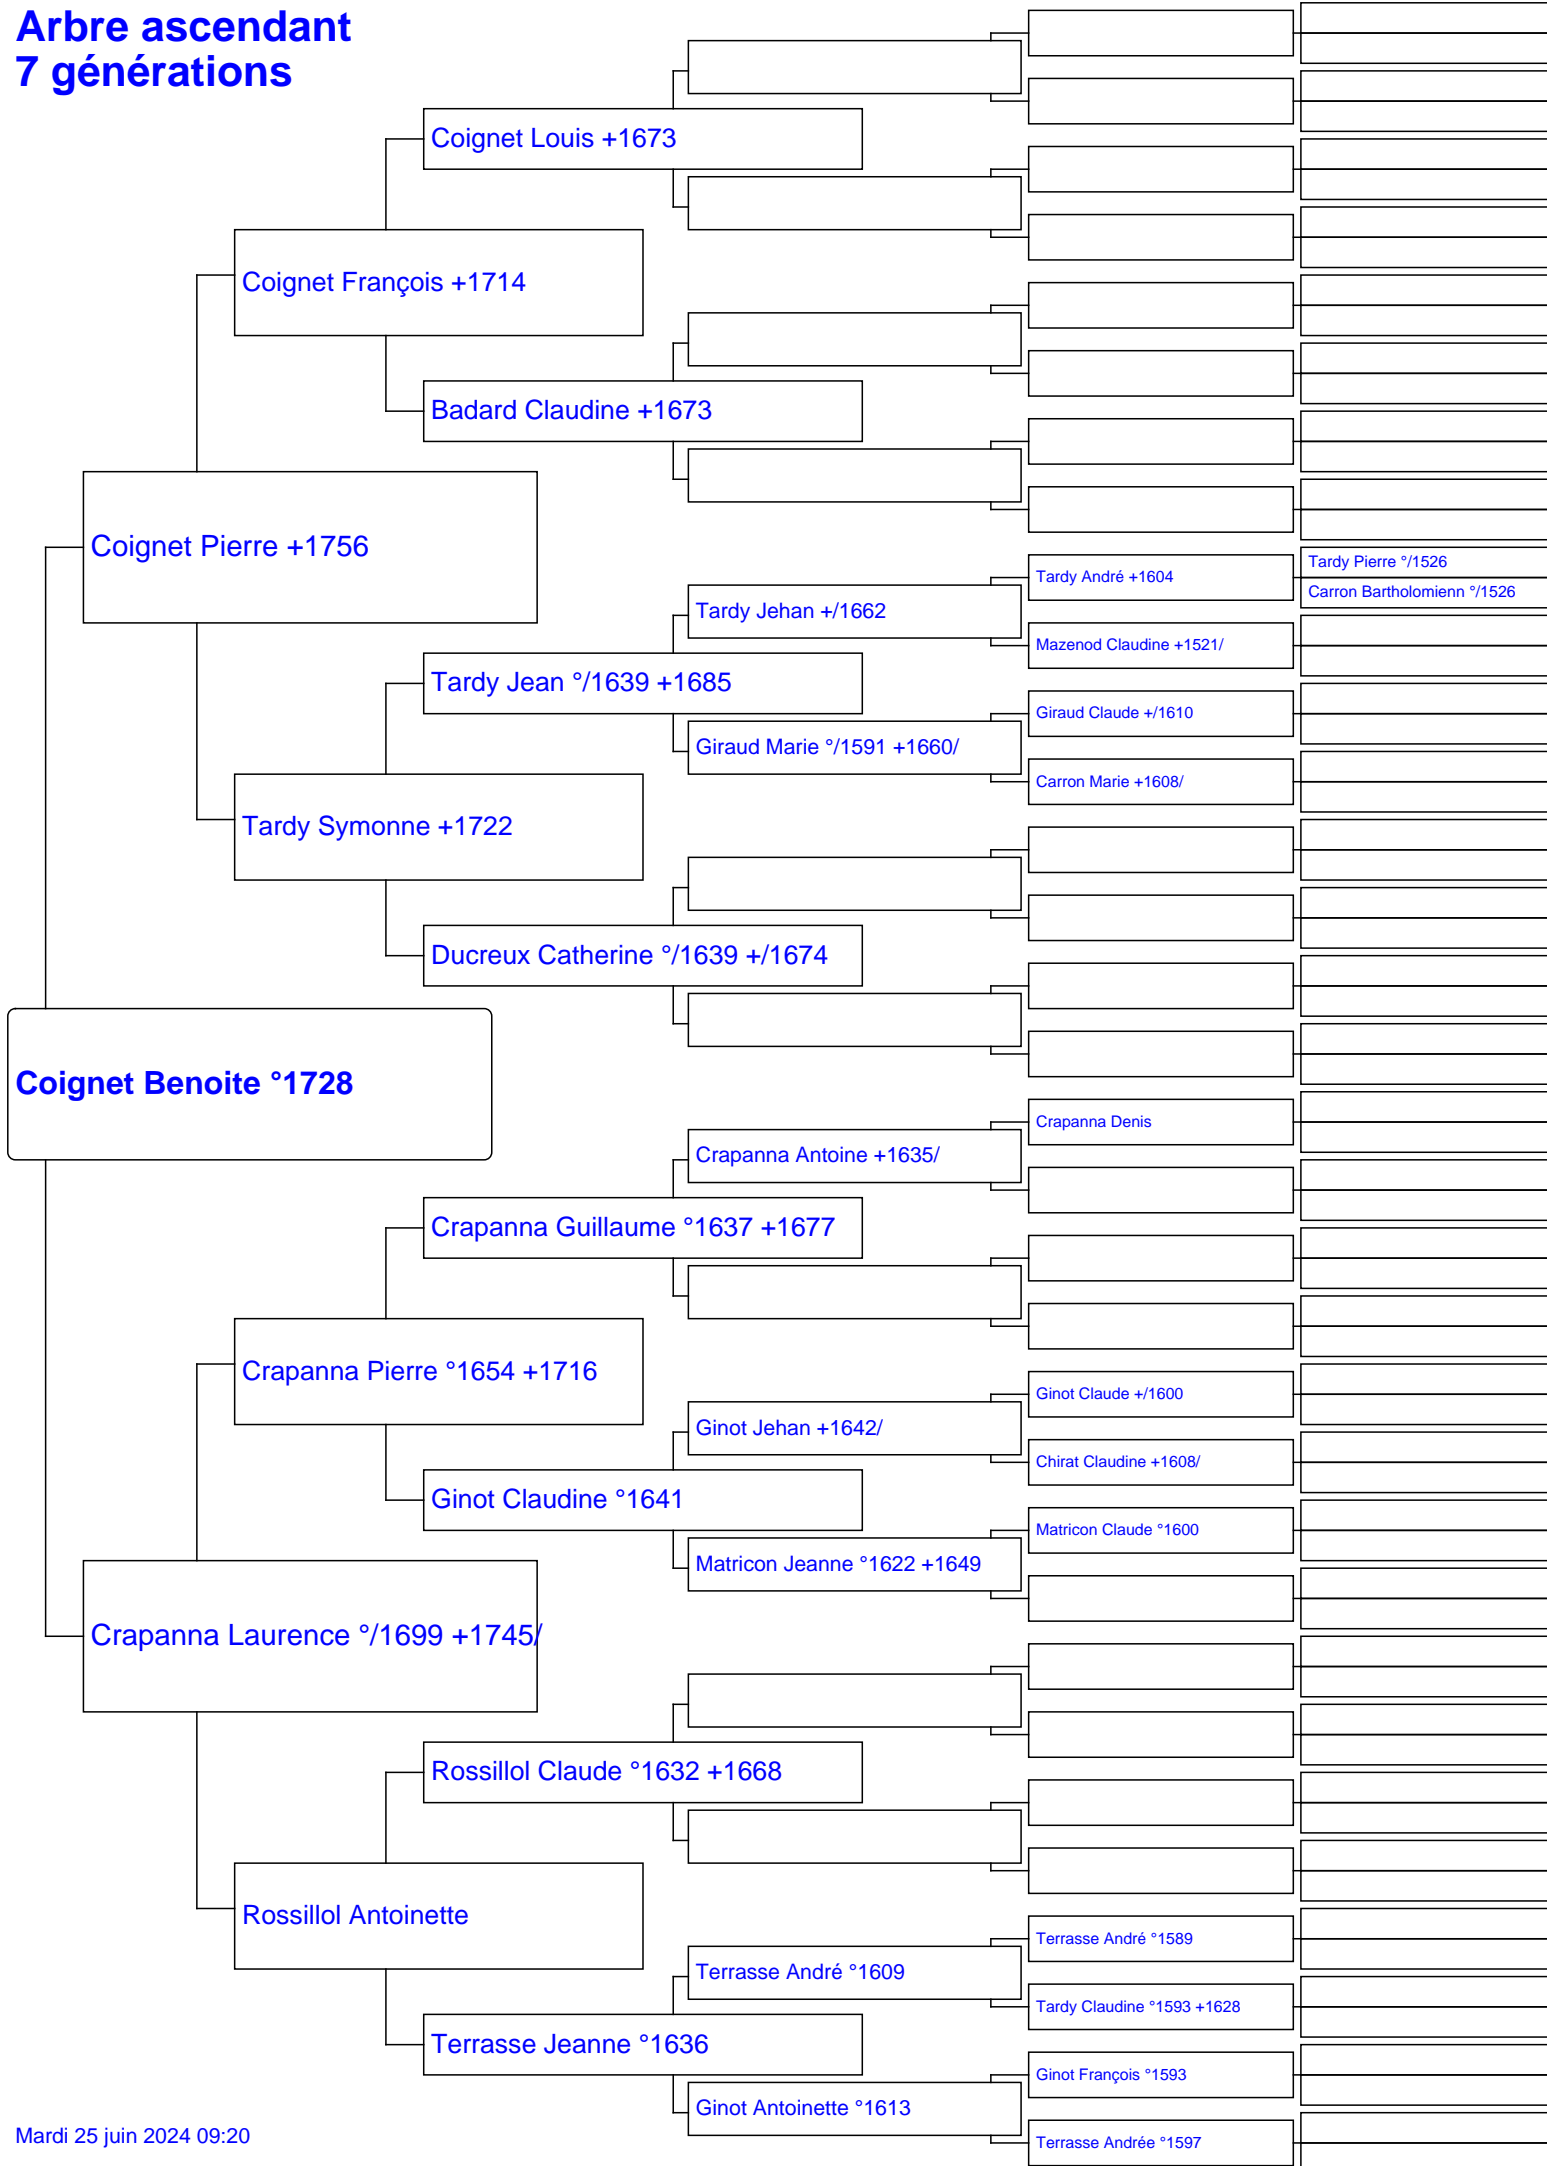 Arbre ascendant
7 générations
Coignet Louis +1673
Coignet François +1714
Badard Claudine +1673
Coignet Pierre +1756
Tardy Pierre °/1526
Tardy André +1604
Carron Bartholomienn °/1526
Tardy Jehan +/1662
Mazenod Claudine +1521/
Tardy Jean °/1639 +1685
Giraud Claude +/1610
Giraud Marie °/1591 +1660/
Carron Marie +1608/
Tardy Symonne +1722
Ducreux Catherine °/1639 +/1674
Coignet Benoite °1728
Crapanna Denis
Crapanna Antoine +1635/
Crapanna Guillaume °1637 +1677
Crapanna Pierre °1654 +1716
Ginot Claude +/1600
Ginot Jehan +1642/
Chirat Claudine +1608/
Ginot Claudine °1641
Matricon Claude °1600
Matricon Jeanne °1622 +1649
Crapanna Laurence °/1699 +1745/
Rossillol Claude °1632 +1668
Rossillol Antoinette
Terrasse André °1589
Terrasse André °1609
Tardy Claudine °1593 +1628
Terrasse Jeanne °1636
Ginot François °1593
Ginot Antoinette °1613
Terrasse Andrée °1597
Mardi 25 juin 2024 09:20